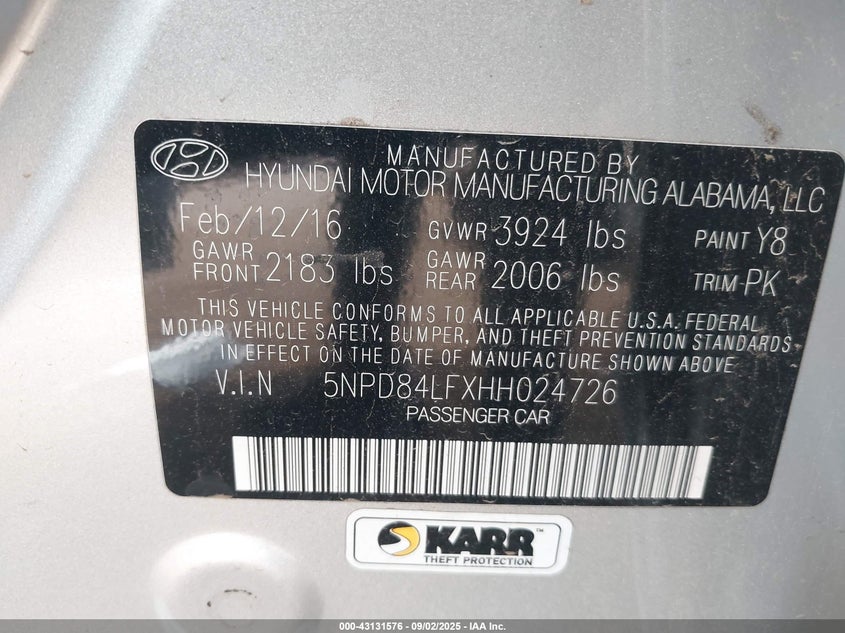 MANUFACTURED BY
HYUNDAI MOTOR MANUFACTURING ALABAMA, LLC
Feb/12/16 GVWR 3924 lbs PAINT Y8
GAWR FRONT 2183 lbs GAWR REAR 2006 lbs TRIM PK
THIS VEHICLE CONFORMS TO ALL APPLICABLE U.S.A. FEDERAL
MOTOR VEHICLE SAFETY, BUMPER, AND THEFT PREVENTION STANDARDS
IN EFFECT ON THE DATE OF MANUFACTURE SHOWN ABOVE.
V.I.N 5NPD84LFXHH024726
PASSENGER CAR
KARR™
THEFT PROTECTION
000-43131576 - 09/02/2025 - IAA Inc.